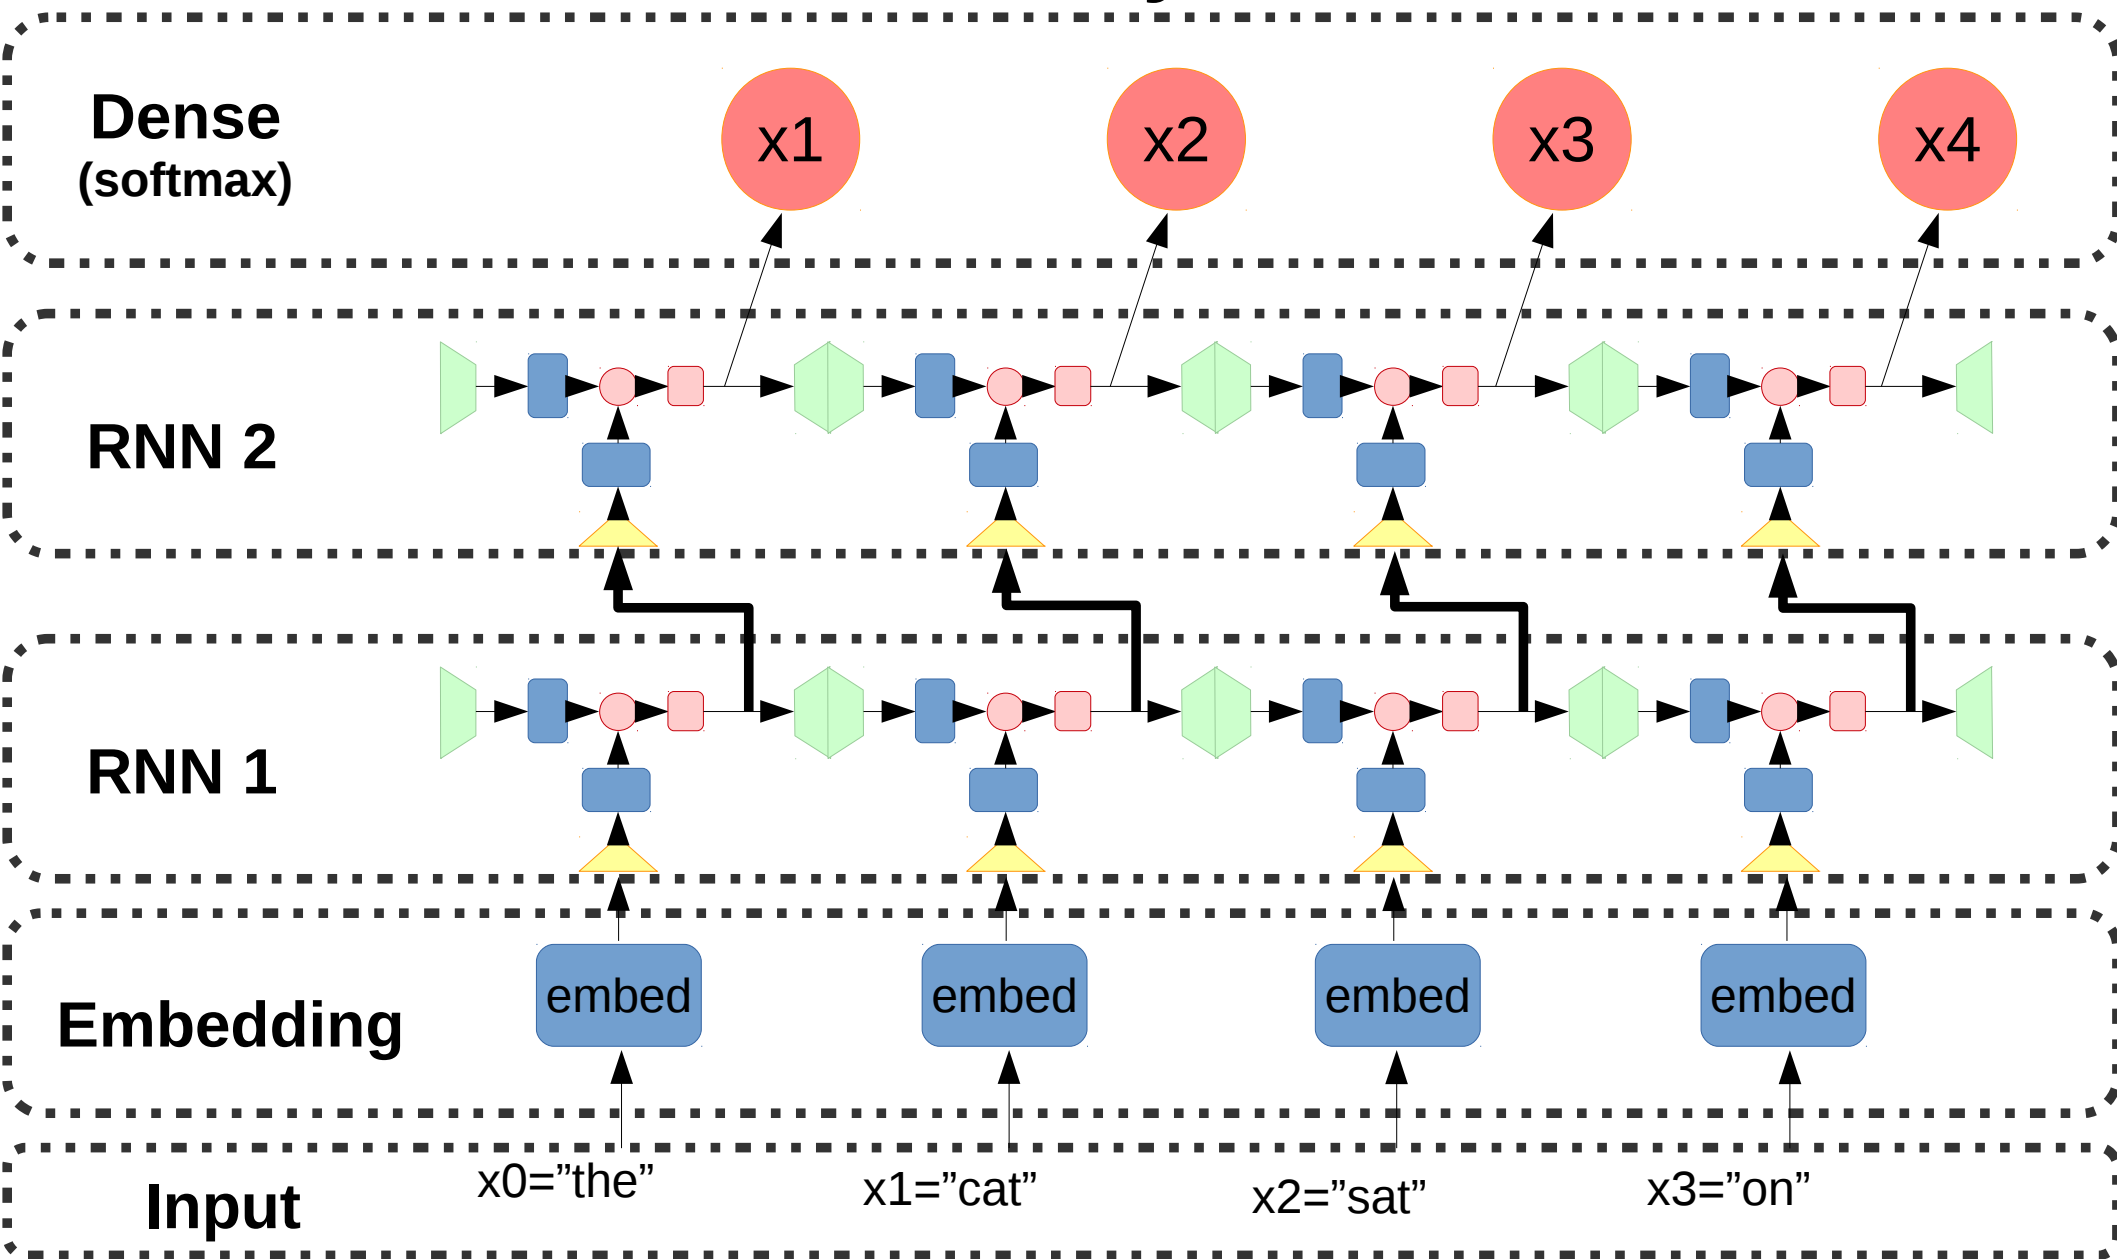 Dense
(softmax)
x1
x2
x3
x4
RNN 2
RNN 1
Embedding
embed
embed
embed
embed
Input
x0=”the”
x1=”cat”
x2=”sat”
x3=”on”